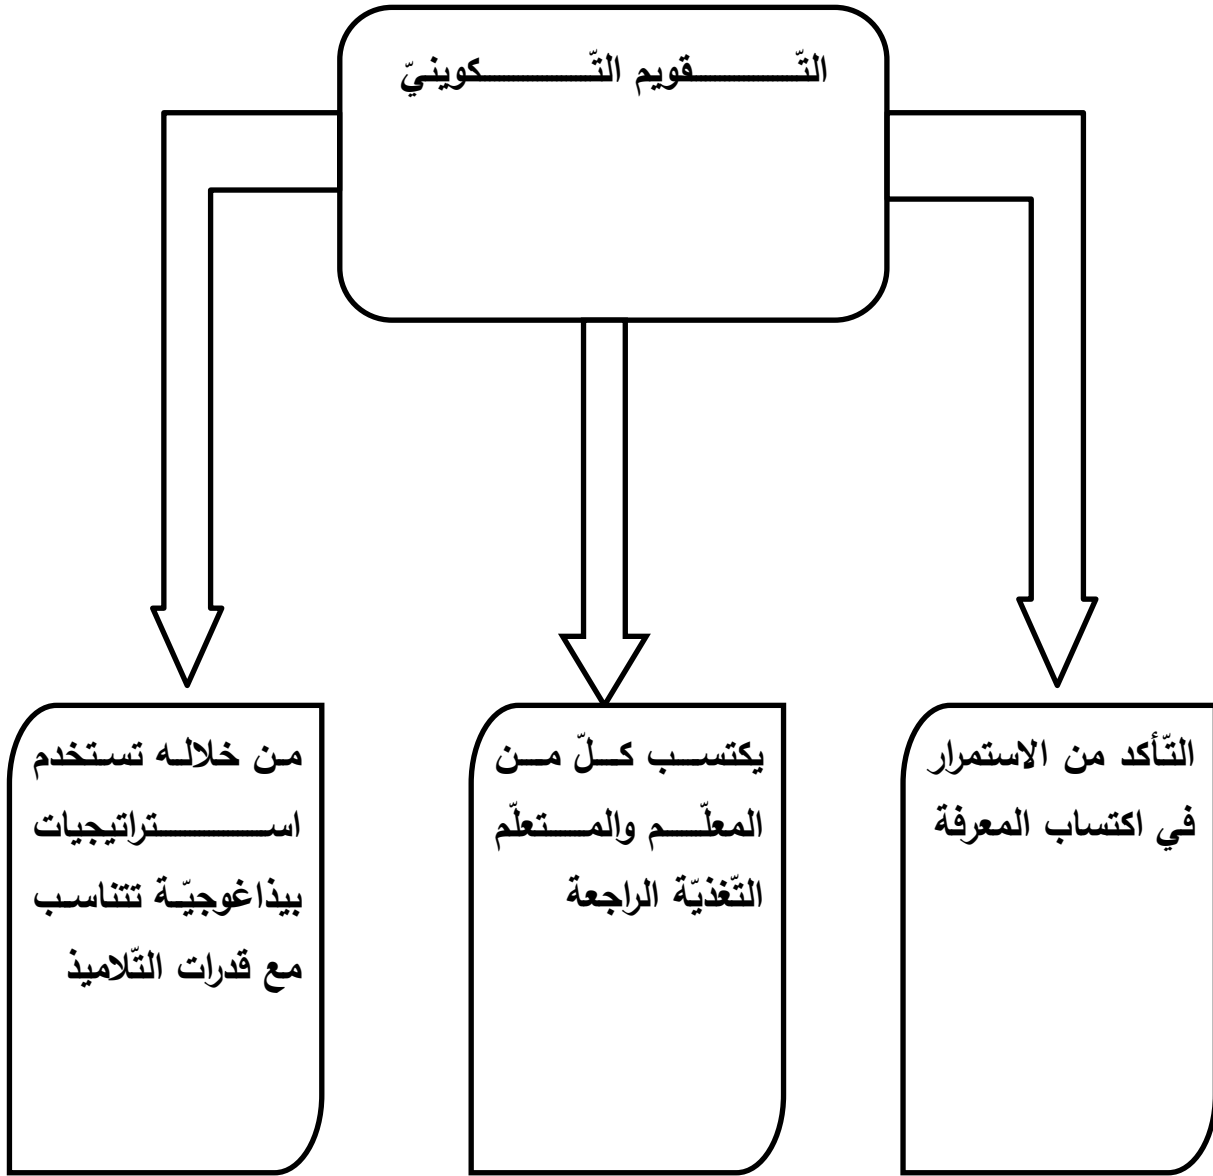 التّقويم التّكوينيّ
التّأكد من الاستمرار
في اكتساب المعرفة
يكتسب كلّ من
المعلّم والمتعلّم
التّغذيّة الراجعة
من خلاله تستخدم
استراتيجيات
بيذاغوجيّة تتناسب
مع قدرات التّلاميذ